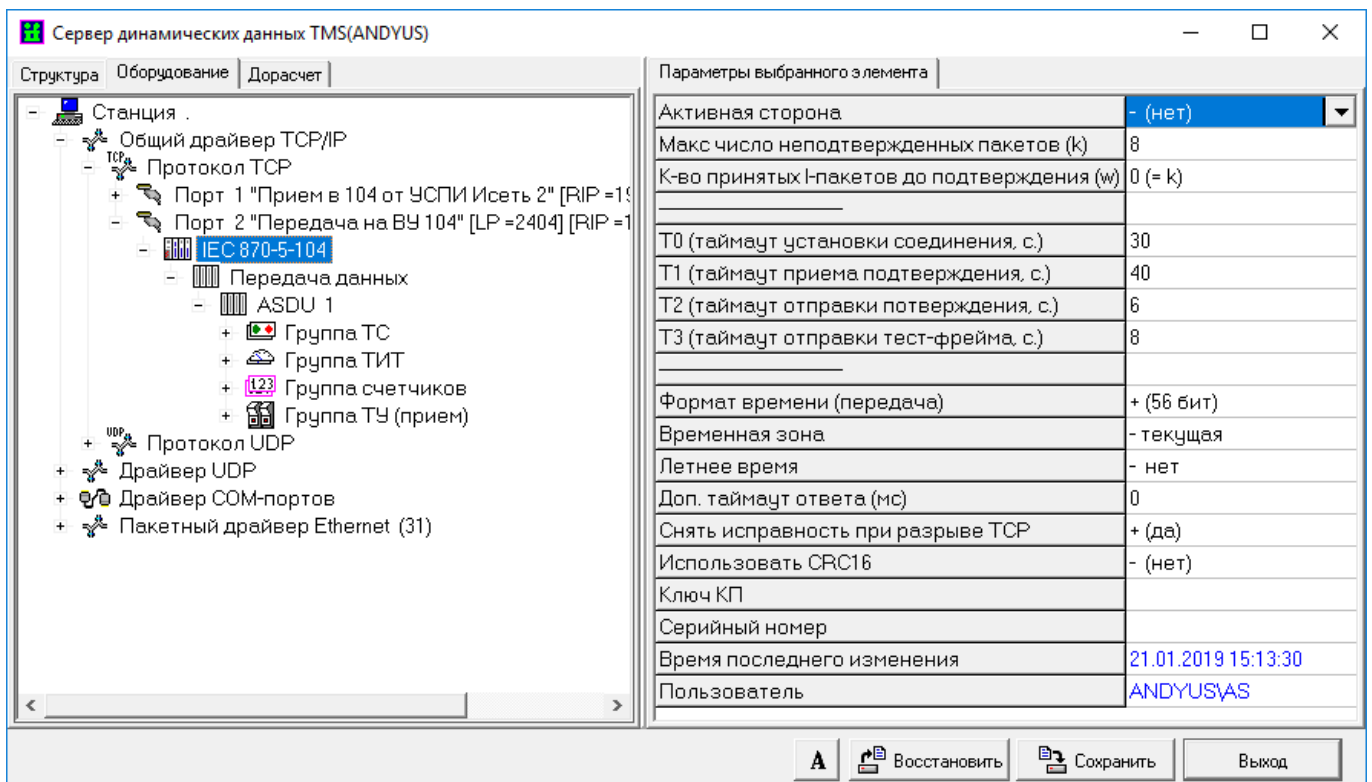 Сервер динамических данных TMS(ANDYUS)
Структура Оборудование Дорасчет
Станция .
Общий драйвер TCP/IP
TCP Протокол TCP
Порт 1 "Прием в 104 от УСПИ Исеть 2" [RIP =19
Порт 2 "Передача на ВУ 104" [LP =2404] [RIP =1
IEC 870-5-104
Передача данных
ASDU 1
Группа ТС
Группа ТИТ
123 Группа счетчиков
Группа ТУ (прием)
UDP Протокол UDP
Драйвер UDP
Драйвер COM-портов
Пакетный драйвер Ethernet (31)
Параметры выбранного элемента
Активная сторона - (нет)
Макс число неподтвержденных пакетов (k) 8
К-во принятых I-пакетов до подтверждения (w) 0 (= k)
T0 (таймаут установки соединения, с.) 30
T1 (таймаут приема подтверждения, с.) 40
T2 (таймаут отправки потверждения, с.) 6
T3 (таймаут отправки тест-фрейма, с.) 8
Формат времени (передача) + (56 бит)
Временная зона - текущая
Летнее время - нет
Доп. таймаут ответа (мс) 0
Снять исправность при разрыве TCP + (да)
Использовать CRC16 - (нет)
Ключ КП
Серийный номер
Время последнего изменения 21.01.2019 15:13:30
Пользователь ANDYUS\AS
A Восстановить Сохранить Выход